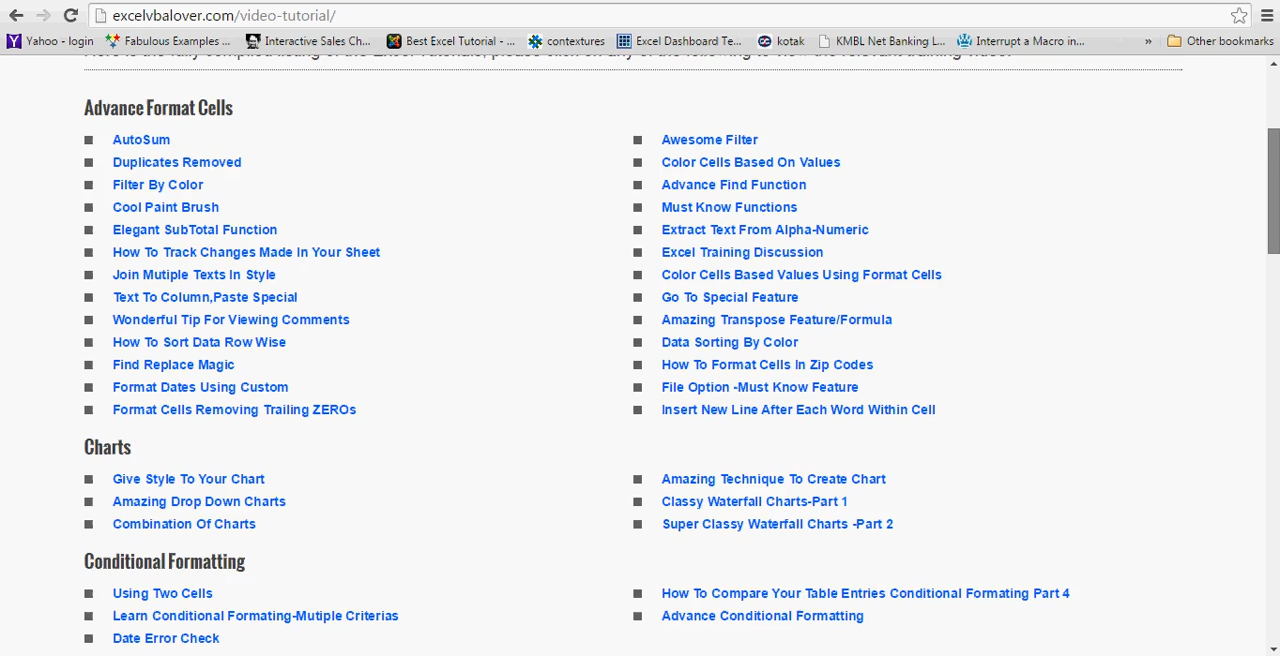 excelvbalover.com/video-tutorial/
Yahoo - login Fabulous Examples ... Interactive Sales Ch... Best Excel Tutorial - ... contextures Excel Dashboard Te... kotak KMBL Net Banking L... Interrupt a Macro in... » Other bookmarks
Advance Format Cells
AutoSum
Awesome Filter
Duplicates Removed
Color Cells Based On Values
Filter By Color
Advance Find Function
Cool Paint Brush
Must Know Functions
Elegant SubTotal Function
Extract Text From Alpha-Numeric
How To Track Changes Made In Your Sheet
Excel Training Discussion
Join Mutiple Texts In Style
Color Cells Based Values Using Format Cells
Text To Column,Paste Special
Go To Special Feature
Wonderful Tip For Viewing Comments
Amazing Transpose Feature/Formula
How To Sort Data Row Wise
Data Sorting By Color
Find Replace Magic
How To Format Cells In Zip Codes
Format Dates Using Custom
File Option -Must Know Feature
Format Cells Removing Trailing ZEROs
Insert New Line After Each Word Within Cell
Charts
Give Style To Your Chart
Amazing Technique To Create Chart
Amazing Drop Down Charts
Classy Waterfall Charts-Part 1
Combination Of Charts
Super Classy Waterfall Charts -Part 2
Conditional Formatting
Using Two Cells
How To Compare Your Table Entries Conditional Formating Part 4
Learn Conditional Formating-Mutiple Criterias
Advance Conditional Formatting
Date Error Check